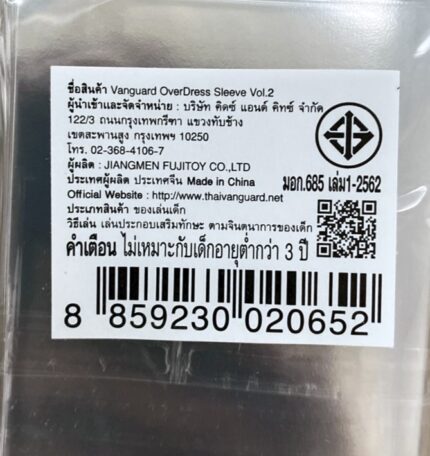 ชื่อสินค้า Vanguard OverDress Sleeve Vol.2
ผู้นำเข้าและจัดจำหน่าย : บริษัท คิดซ์ แอนด์ คิทซ์ จำกัด
122/3 ถนนกรุงเทพกรีฑา แขวงทับช้าง
เขตสะพานสูง กรุงเทพฯ 10250
โทร. 02-368-4106-7
ผู้ผลิต : JIANGMEN FUJITOY CO.,LTD
ประเทศผู้ผลิต ประเทศจีน Made in China
มอก.685 เล่ม1-2562
Official Website : http://www.thaivanguard.net
ประเภทสินค้า ของเล่นเด็ก
วิธีเล่น เล่นประกอบเสริมทักษะ ตามจินตนาการของเด็ก
คำเตือน ไม่เหมาะกับเด็กอายุต่ำกว่า 3 ปี
8 859230 020652